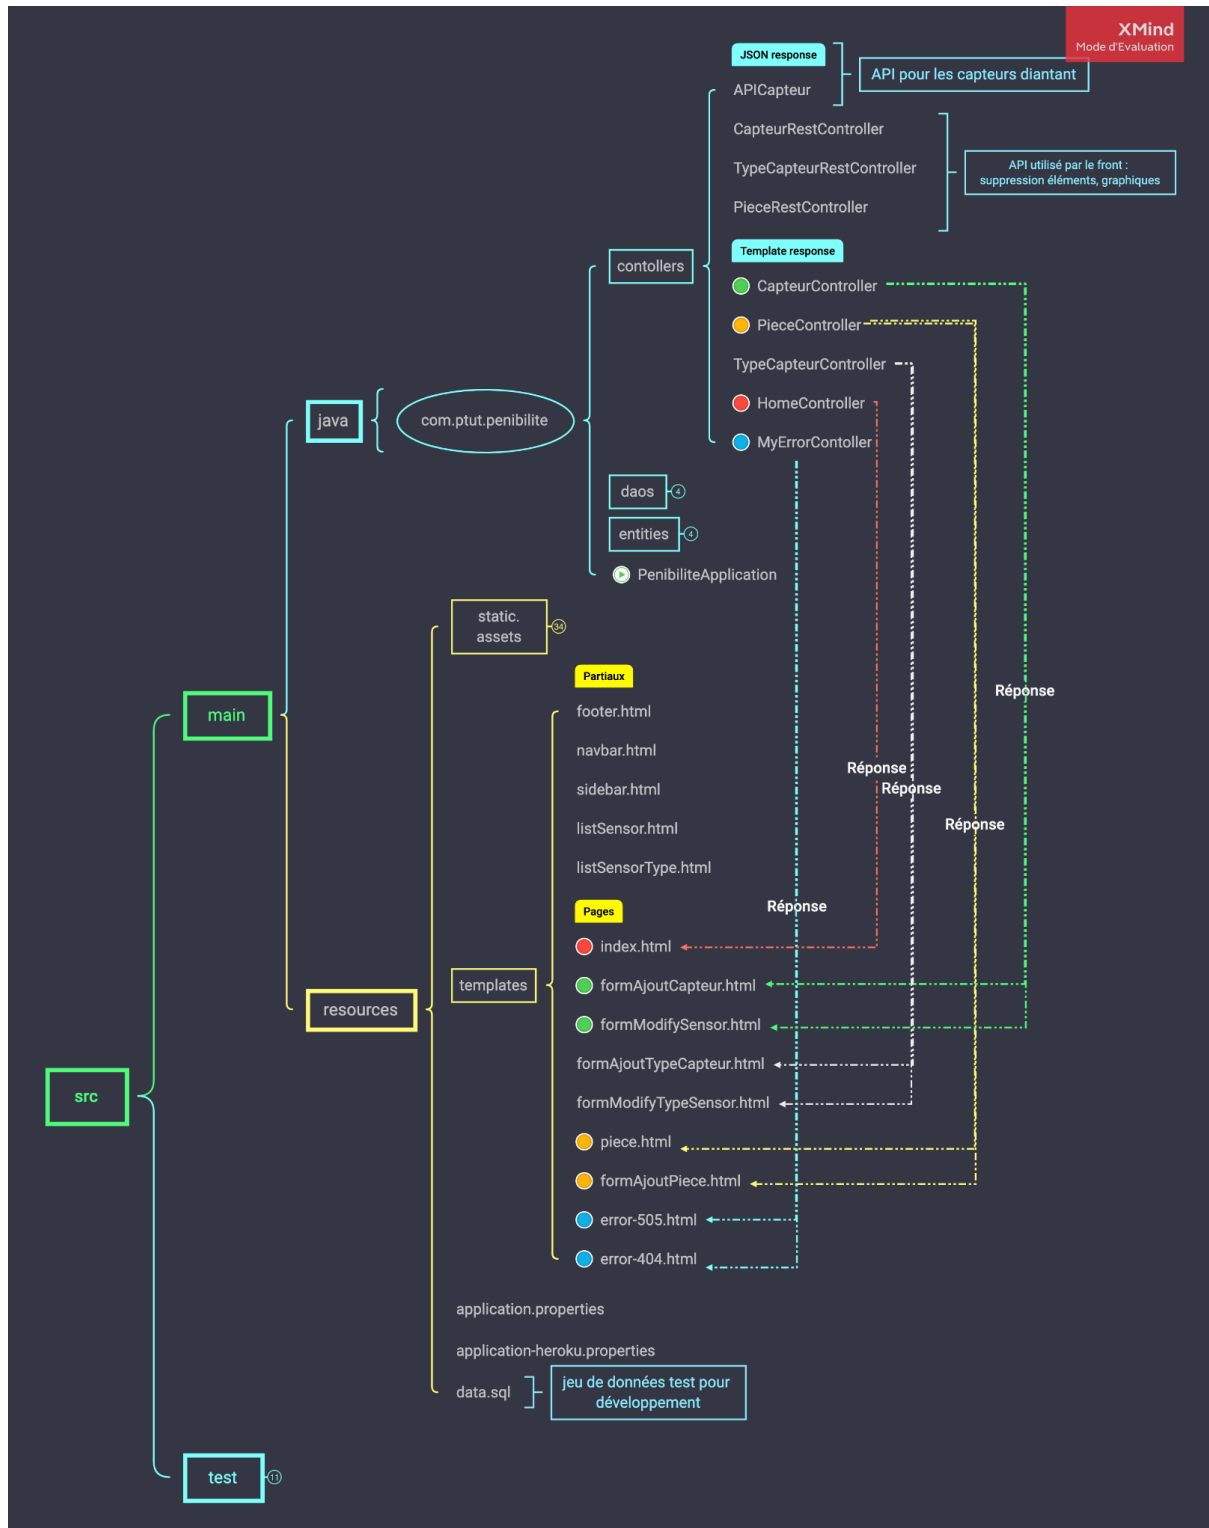 XMind
Mode d'Evaluation
JSON response
API pour les capteurs diantant
APICapteur
CapteurRestController
TypeCapteurRestController
PieceRestController
API utilisé par le front :
suppression éléments, graphiques
Template response
contollers
CapteurController
PieceController
TypeCapteurController
HomeController
MyErrorContoller
java
com.ptut.penibilite
daos
4
entities
4
PenibiliteApplication
static.
assets
34
Partiaux
footer.html
navbar.html
sidebar.html
listSensor.html
listSensorType.html
Réponse
Réponse
Réponse
Réponse
Réponse
main
Pages
index.html
formAjoutCapteur.html
formModifySensor.html
formAjoutTypeCapteur.html
formModifyTypeSensor.html
piece.html
formAjoutPiece.html
error-505.html
error-404.html
templates
resources
src
application.properties
application-heroku.properties
data.sql
jeu de données test pour
développement
test
11